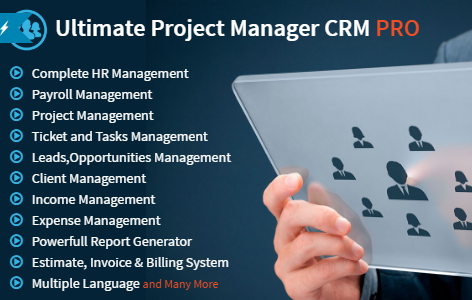 Ultimate Project Manager CRM PRO
Complete HR Management
Payroll Management
Project Management
Ticket and Tasks Management
Leads,Opportunities Management
Client Management
Income Management
Expense Management
Powerfull Report Generator
Estimate, Invoice & Billing System
Multiple Language and Many More